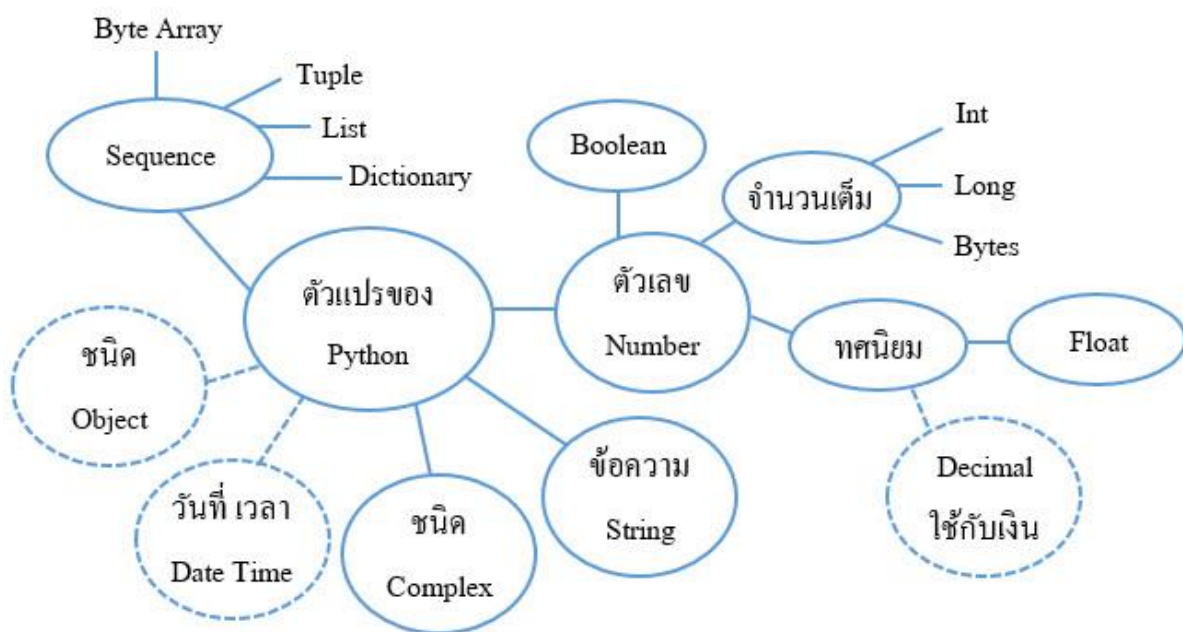 Byte Array
Tuple
List
Dictionary
Sequence
Boolean
Int
จำนวนเต็ม
Long
Bytes
ตัวแปรของ
Python
ตัวเลข
Number
ทศนิยม
Float
ชนิด
Object
วันที่ เวลา
Date Time
ชนิด
Complex
ข้อความ
String
Decimal
ใช้กับเงิน